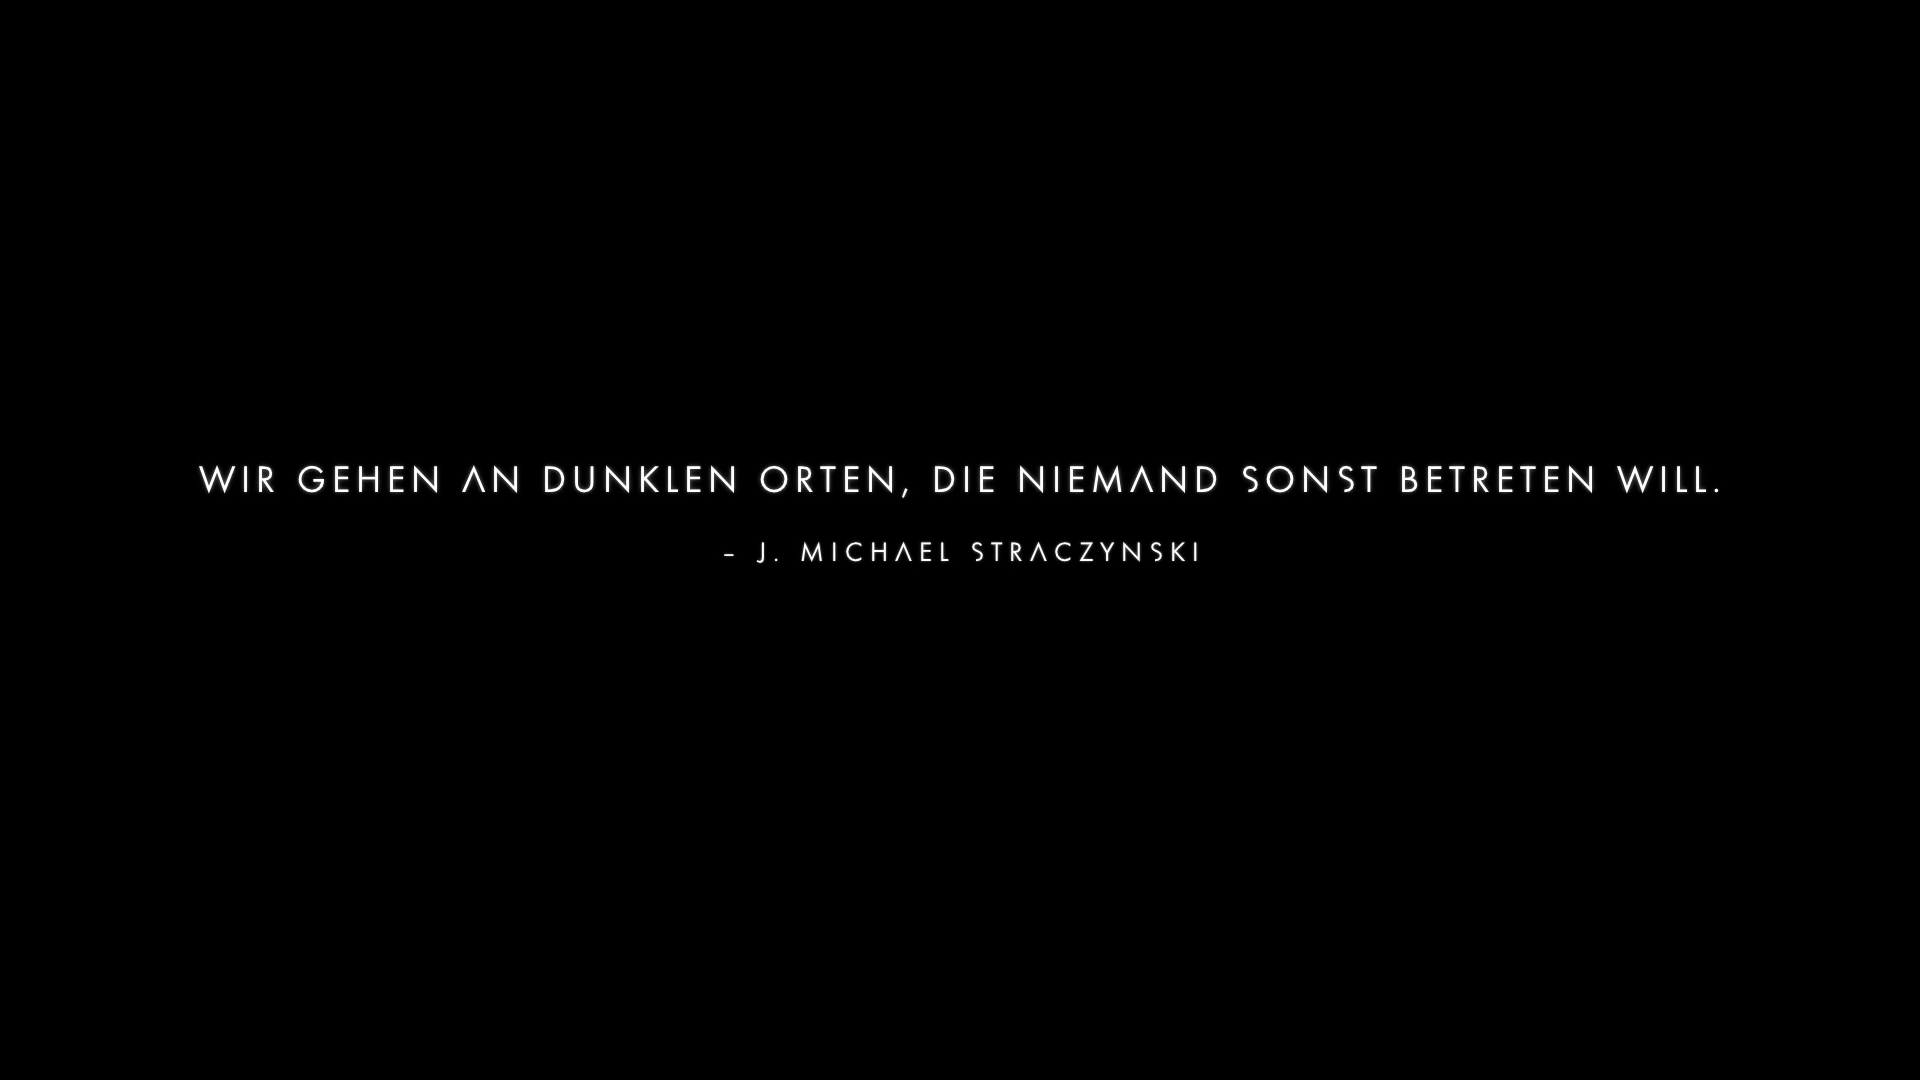 WIR GEHEN AN DUNKLEN ORTEN, DIE NIEMAND SONST BETRETEN WILL.
– J. MICHAEL STRACZYNSKI